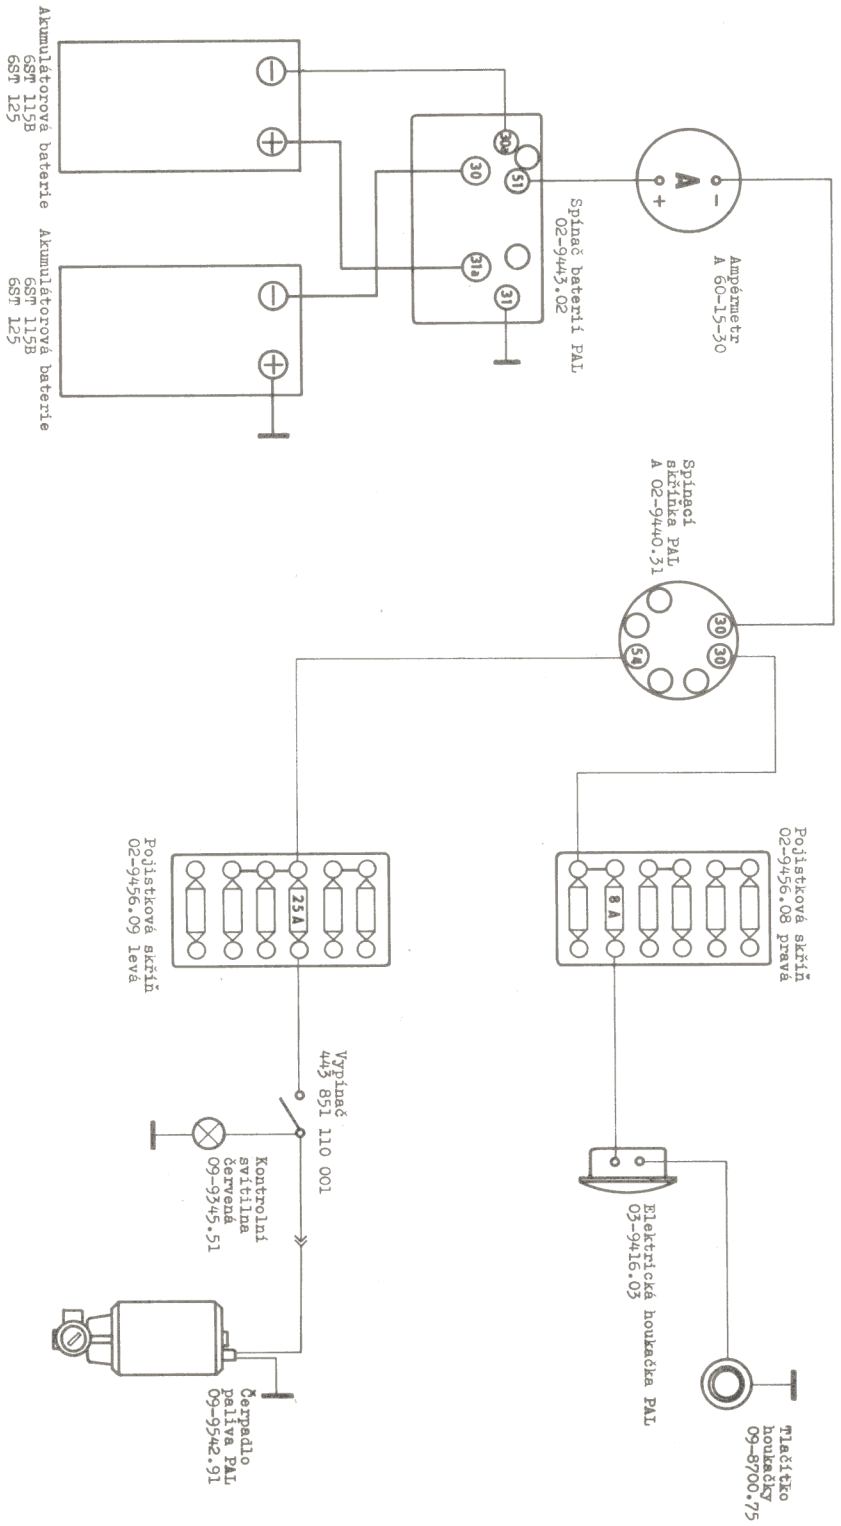 Akumulátorová baterie
6ST 115B
6ST 125
Akumulátorová baterie
6ST 115B
6ST 125
−
+
−
+
30a
30
51
31a
31
Spínač baterií PAL
02-9443.02
A
+
−
Ampérmetr
A 60-15-30
Spínací
skříňka PAL
A 02-9440.31
30
30
54
Pojistková skříň
02-9456.08 pravá
8 A
Pojistková skříň
02-9456.09 levá
25 A
Vypínač
443 851 110 001
Kontrolní
svítilna
červená
09-9345.51
Elektrická houkačka PAL
03-9416.03
Čerpadlo
paliva PAL
09-9542.91
Tlačítko
houkačky
09-8700.75